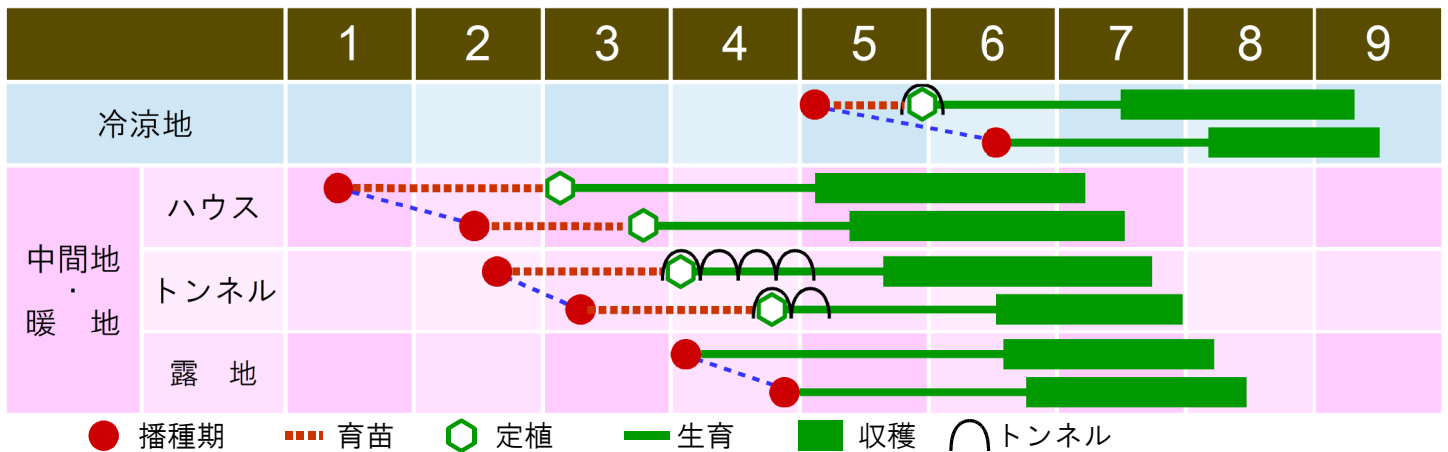 1 2 3 4 5 6 7 8 9
冷涼地
中間地・暖　地
ハウス
トンネル
露　地
播種期 育苗 定植 生育 収穫 トンネル